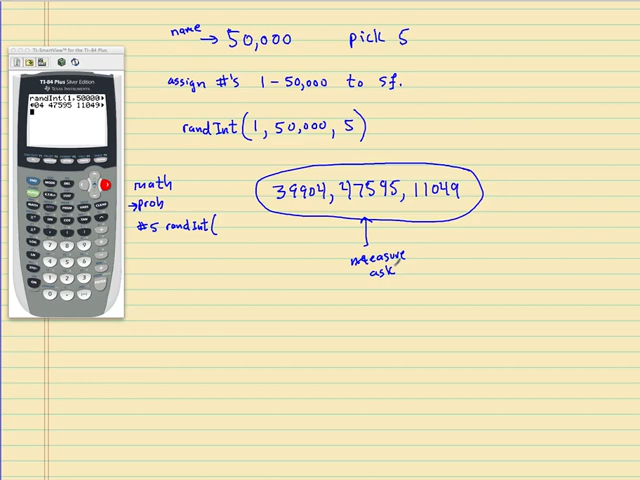 name → 50,000 pick 5
TI-SmartView™ for the TI-84 Plus
TI-84 Plus Silver Edition
TEXAS INSTRUMENTS
randInt(1,50000▸
◂04 47595 11049▸
assign #'s 1 - 50,000 to sf.
randInt (1, 50,000, 5)
math
→ prob
#5 randInt(
39904, 47595, 11049
measure
ask